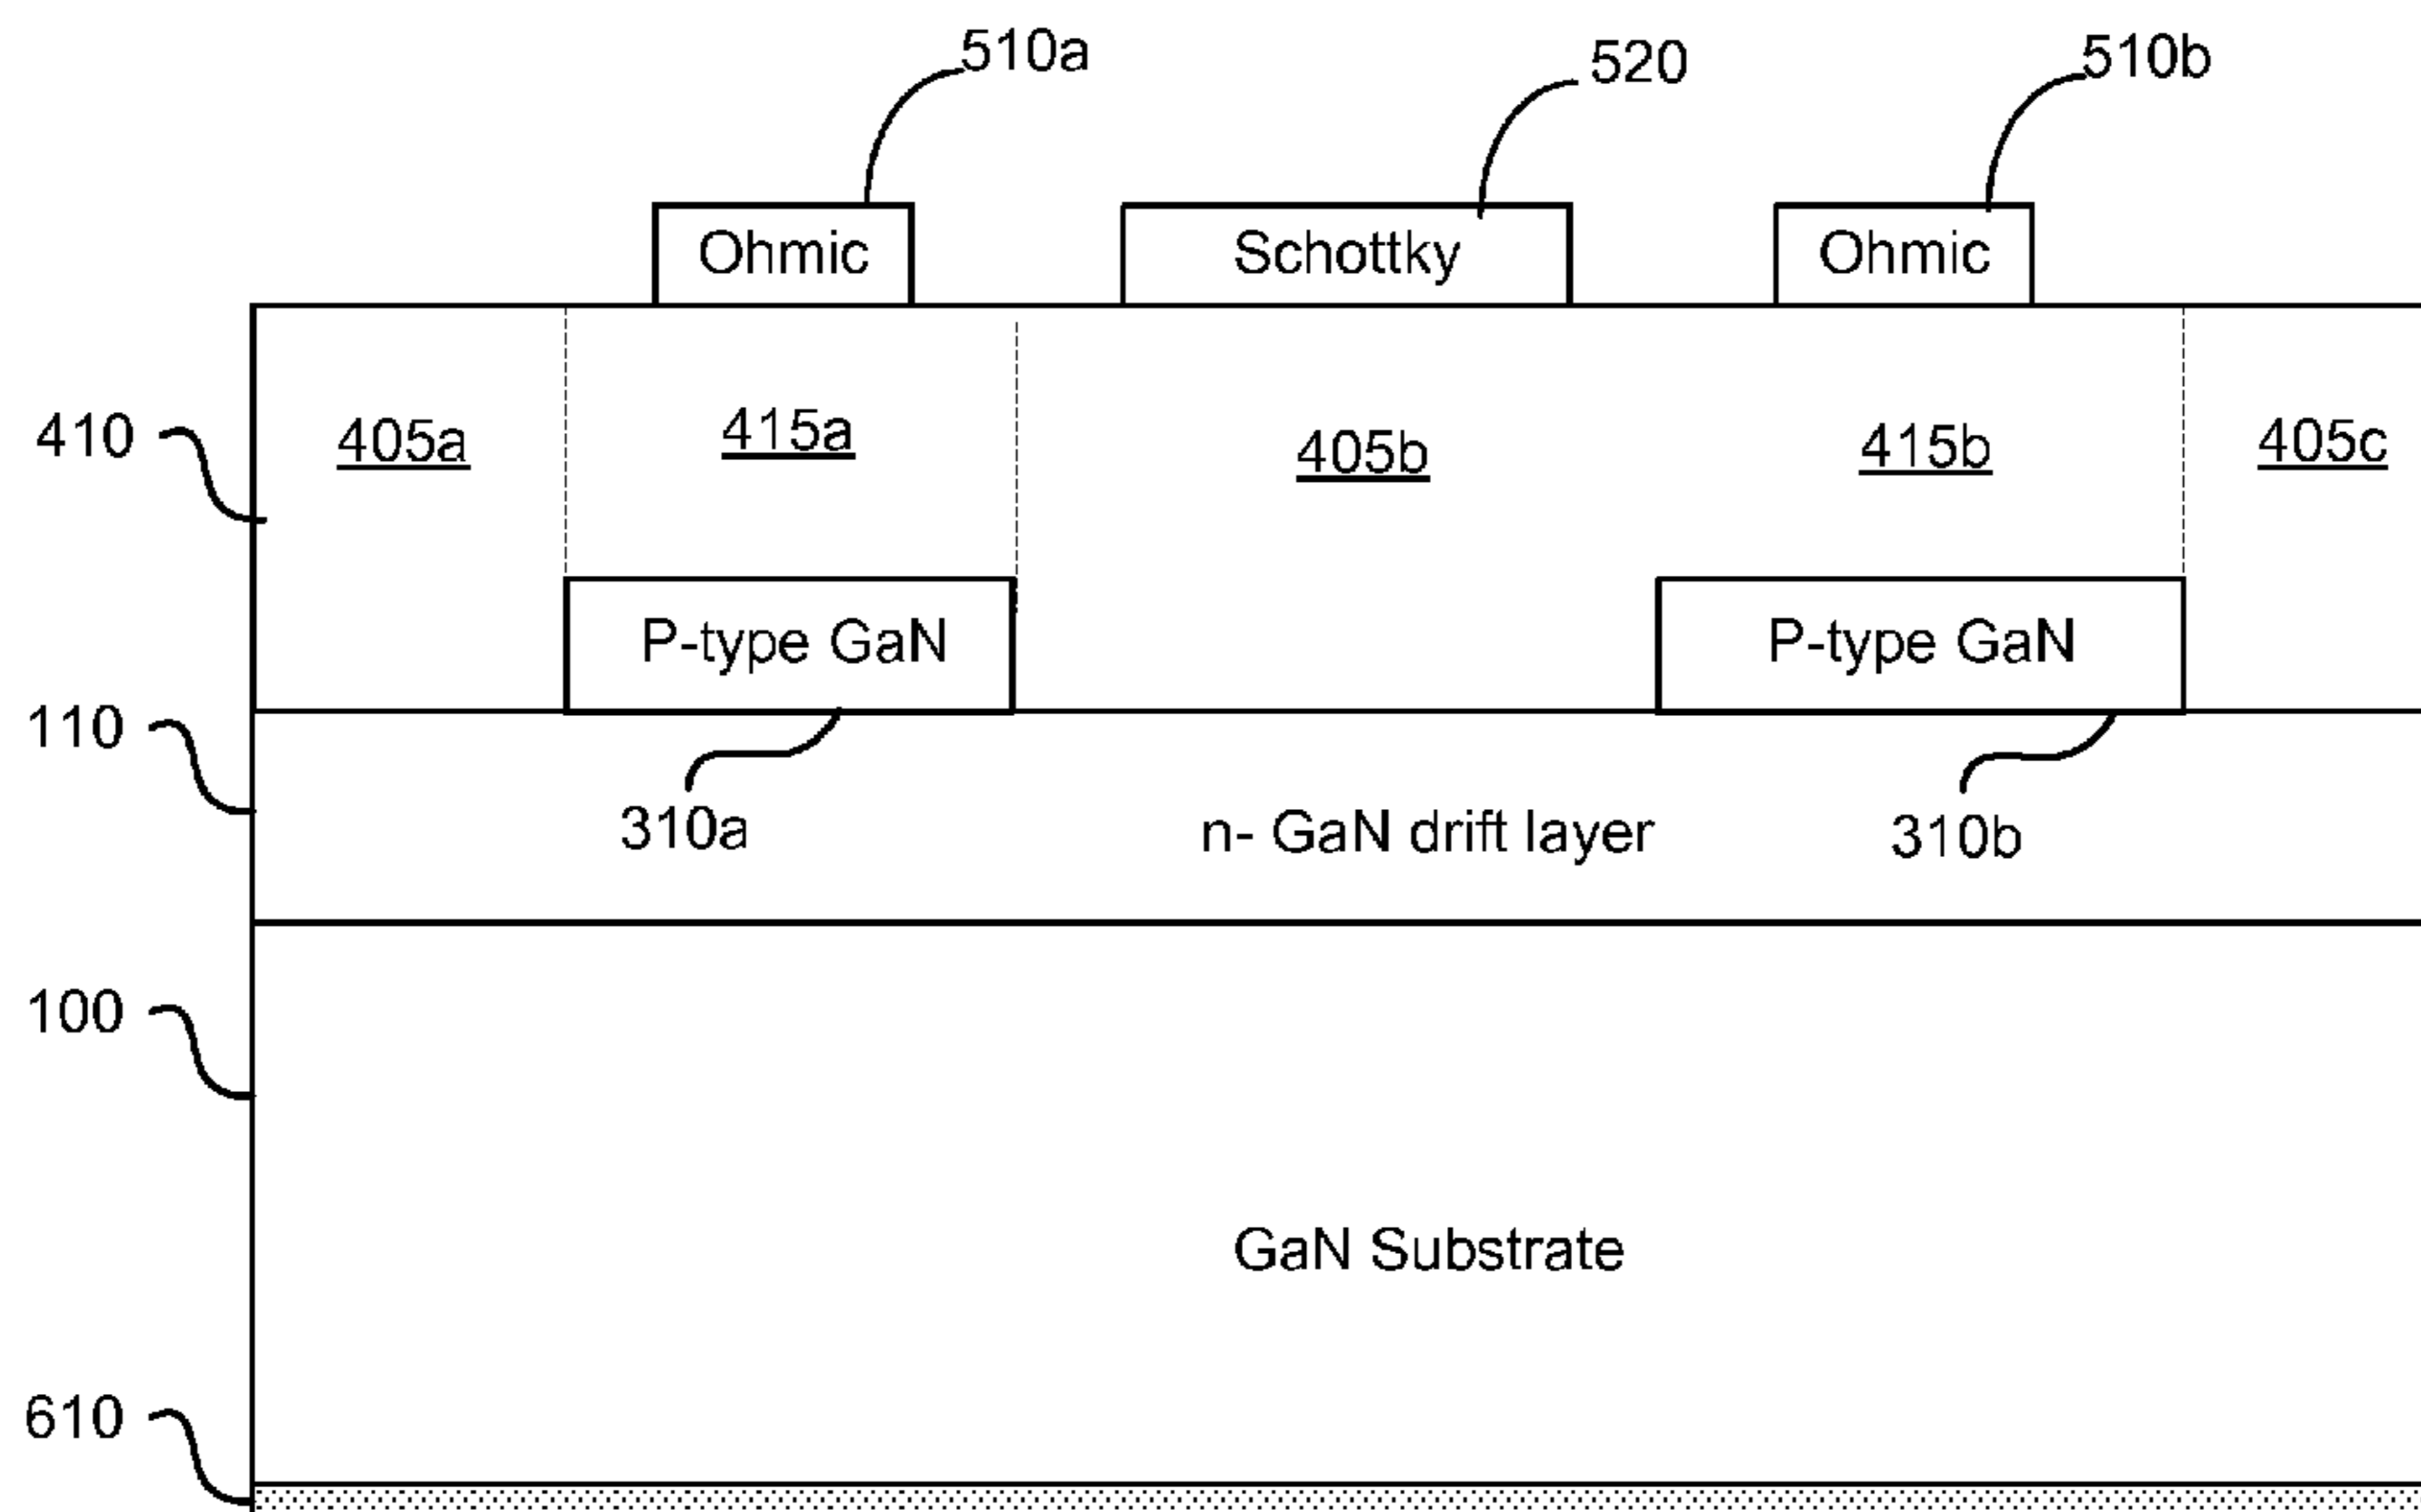 510a
520
510b
Ohmic
Schottky
Ohmic
410
405a
415a
405b
415b
405c
P-type GaN
P-type GaN
110
310a
n- GaN drift layer
310b
100
GaN Substrate
610